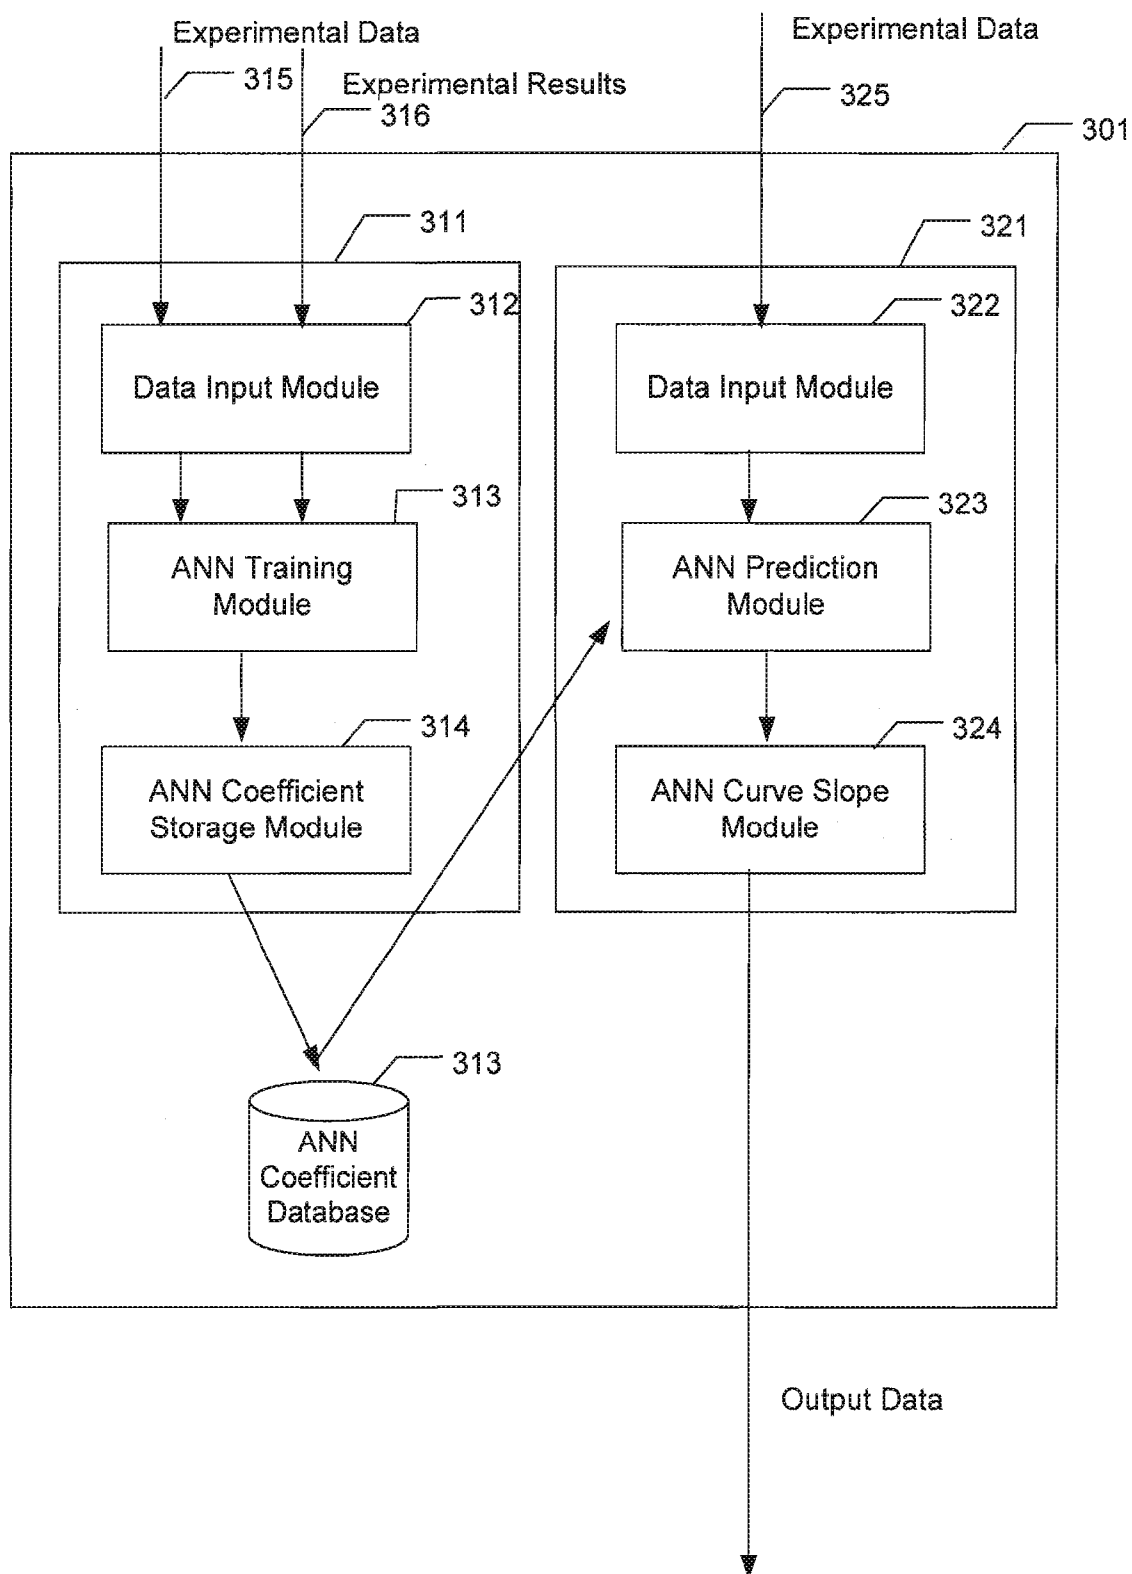 Experimental Data
Experimental Data
315
Experimental Results
325
316
301
311
321
312
322
Data Input Module
Data Input Module
313
323
ANN Training
Module
ANN Prediction
Module
314
324
ANN Coefficient
Storage Module
ANN Curve Slope
Module
313
ANN
Coefficient
Database
Output Data